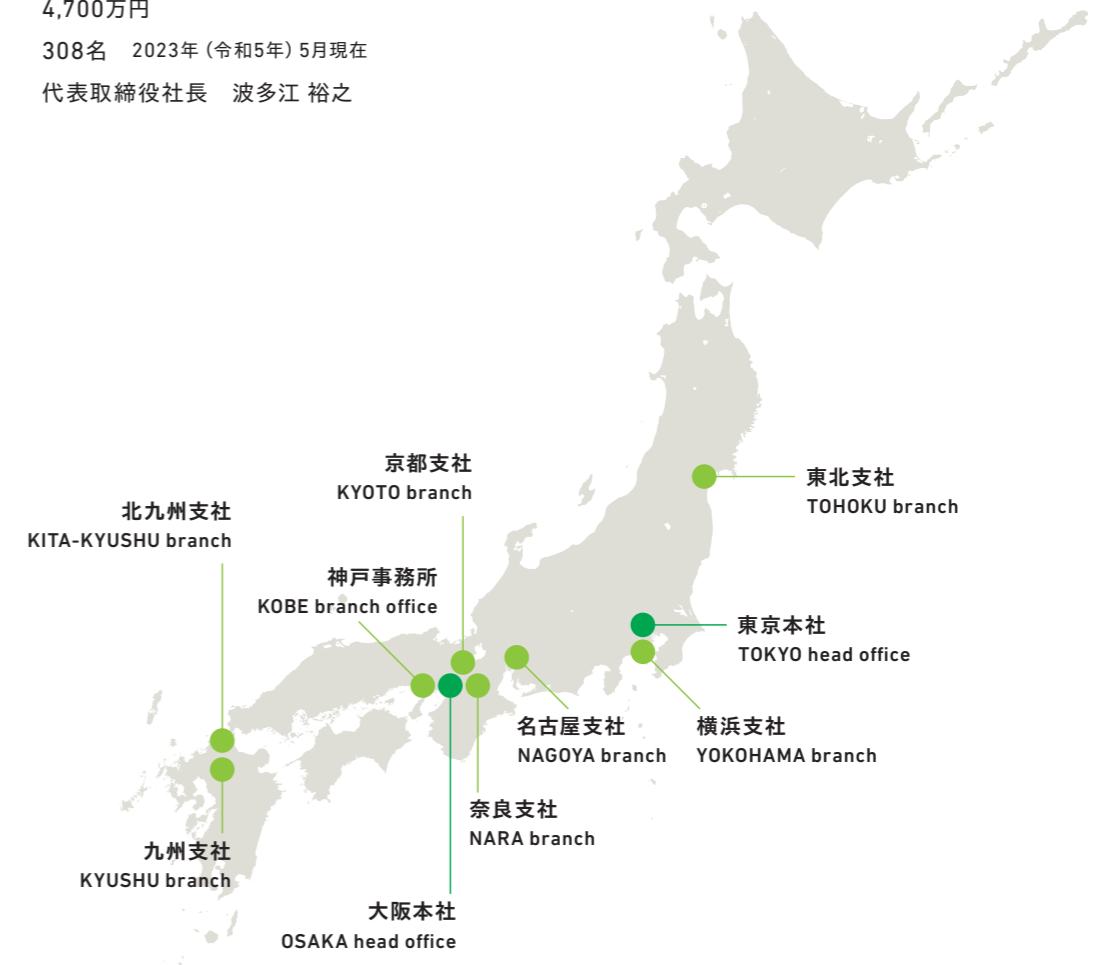 4,700万円
308名　2023年（令和5年）5月現在
代表取締役社長　波多江 裕之
京都支社
KYOTO branch
東北支社
TOHOKU branch
北九州支社
KITA-KYUSHU branch
神戸事務所
KOBE branch office
東京本社
TOKYO head office
名古屋支社
NAGOYA branch
横浜支社
YOKOHAMA branch
奈良支社
NARA branch
九州支社
KYUSHU branch
大阪本社
OSAKA head office